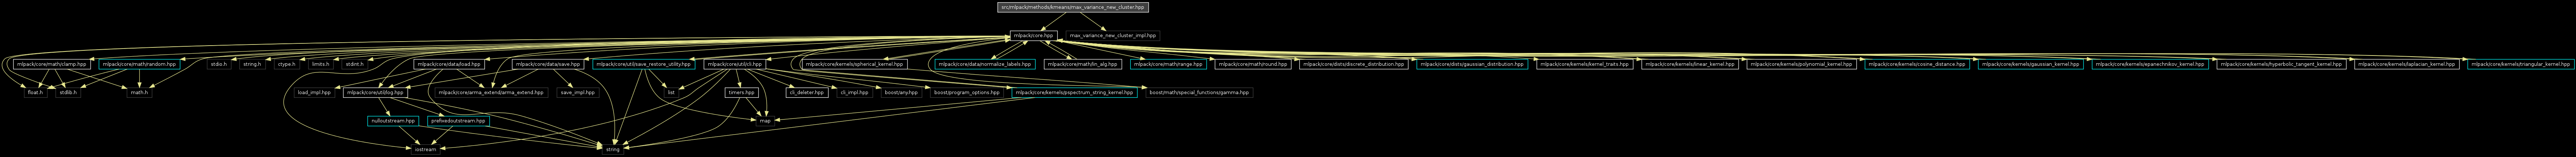 src/mlpack/methods/kmeans/max_variance_new_cluster.hpp
mlpack/core.hpp
max_variance_new_cluster_impl.hpp
mlpack/core/math/clamp.hpp
mlpack/core/math/random.hpp
stdio.h
string.h
ctype.h
limits.h
stdint.h
mlpack/core/data/load.hpp
mlpack/core/data/save.hpp
mlpack/core/util/save_restore_utility.hpp
mlpack/core/util/cli.hpp
mlpack/core/kernels/spherical_kernel.hpp
mlpack/core/data/normalize_labels.hpp
mlpack/core/math/lin_alg.hpp
mlpack/core/math/range.hpp
mlpack/core/math/round.hpp
mlpack/core/dists/discrete_distribution.hpp
mlpack/core/dists/gaussian_distribution.hpp
mlpack/core/kernels/kernel_traits.hpp
mlpack/core/kernels/linear_kernel.hpp
mlpack/core/kernels/polynomial_kernel.hpp
mlpack/core/kernels/cosine_distance.hpp
mlpack/core/kernels/gaussian_kernel.hpp
mlpack/core/kernels/epanechnikov_kernel.hpp
mlpack/core/kernels/hyperbolic_tangent_kernel.hpp
mlpack/core/kernels/laplacian_kernel.hpp
mlpack/core/kernels/triangular_kernel.hpp
float.h
stdlib.h
math.h
load_impl.hpp
mlpack/core/util/log.hpp
mlpack/core/arma_extend/arma_extend.hpp
save_impl.hpp
list
timers.hpp
cli_deleter.hpp
cli_impl.hpp
boost/any.hpp
boost/program_options.hpp
mlpack/core/kernels/pspectrum_string_kernel.hpp
boost/math/special_functions/gamma.hpp
nulloutstream.hpp
prefixedoutstream.hpp
map
iostream
string